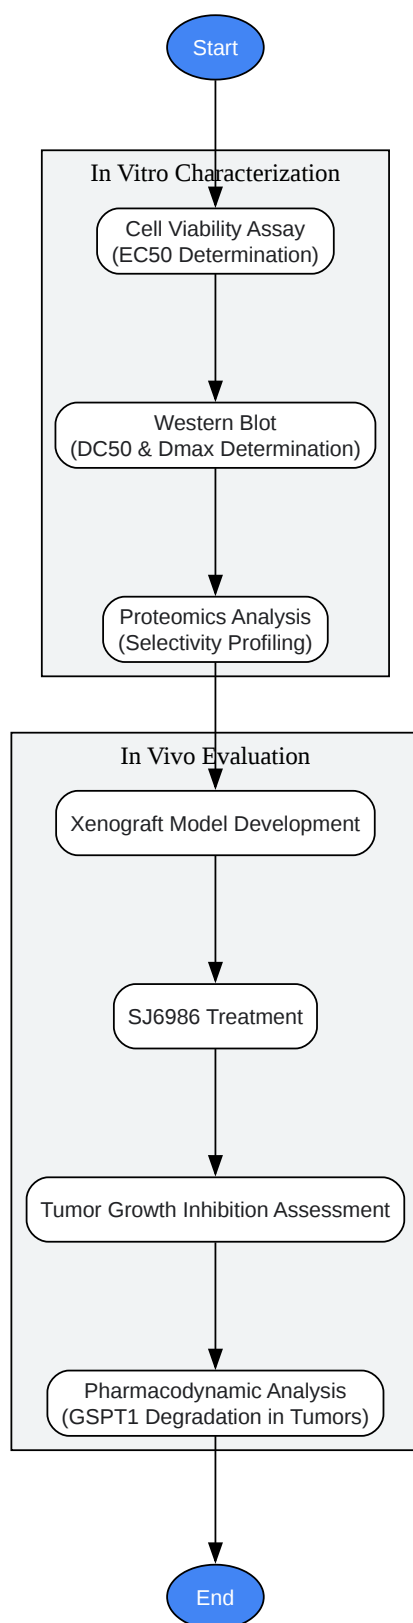 Start
In Vitro Characterization
Cell Viability Assay
(EC50 Determination)
Western Blot
(DC50 & Dmax Determination)
Proteomics Analysis
(Selectivity Profiling)
In Vivo Evaluation
Xenograft Model Development
SJ6986 Treatment
Tumor Growth Inhibition Assessment
Pharmacodynamic Analysis
(GSPT1 Degradation in Tumors)
End